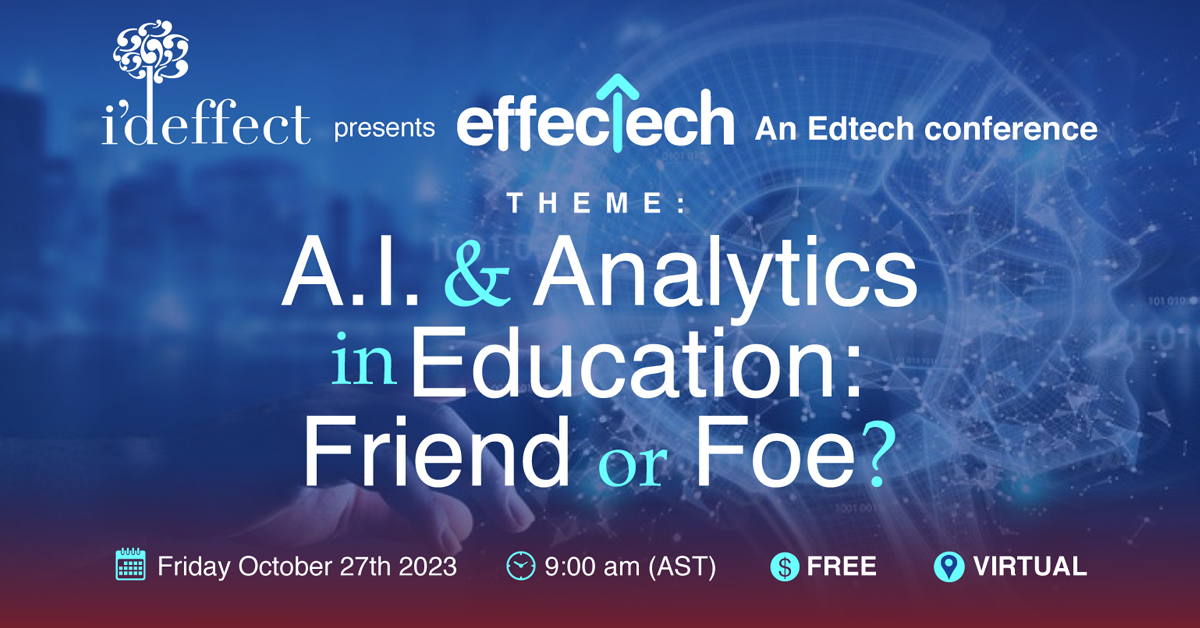 i'deffect presents effectech An Edtech conference
THEME:
A.I. & Analytics
in Education:
Friend or Foe?
Friday October 27th 2023 9:00 am (AST) $ FREE VIRTUAL